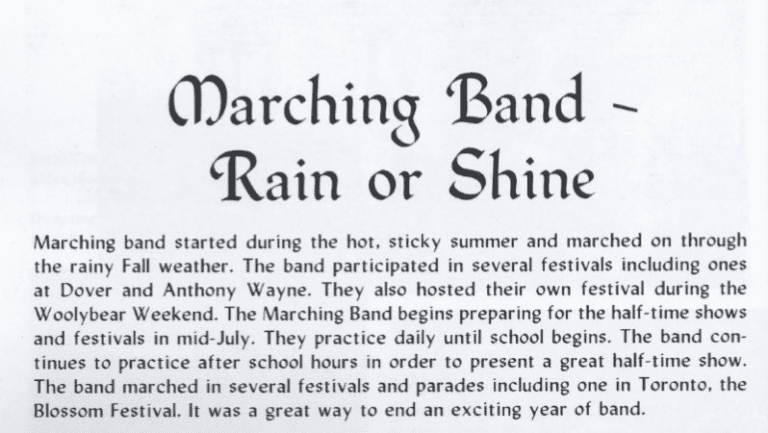 Marching Band -
Rain or Shine
Marching band started during the hot, sticky summer and marched on through
the rainy Fall weather. The band participated in several festivals including ones
at Dover and Anthony Wayne. They also hosted their own festival during the
Woolybear Weekend. The Marching Band begins preparing for the half-time shows
and festivals in mid-July. They practice daily until school begins. The band con-
tinues to practice after school hours in order to present a great half-time show.
The band marched in several festivals and parades including one in Toronto, the
Blossom Festival. It was a great way to end an exciting year of band.